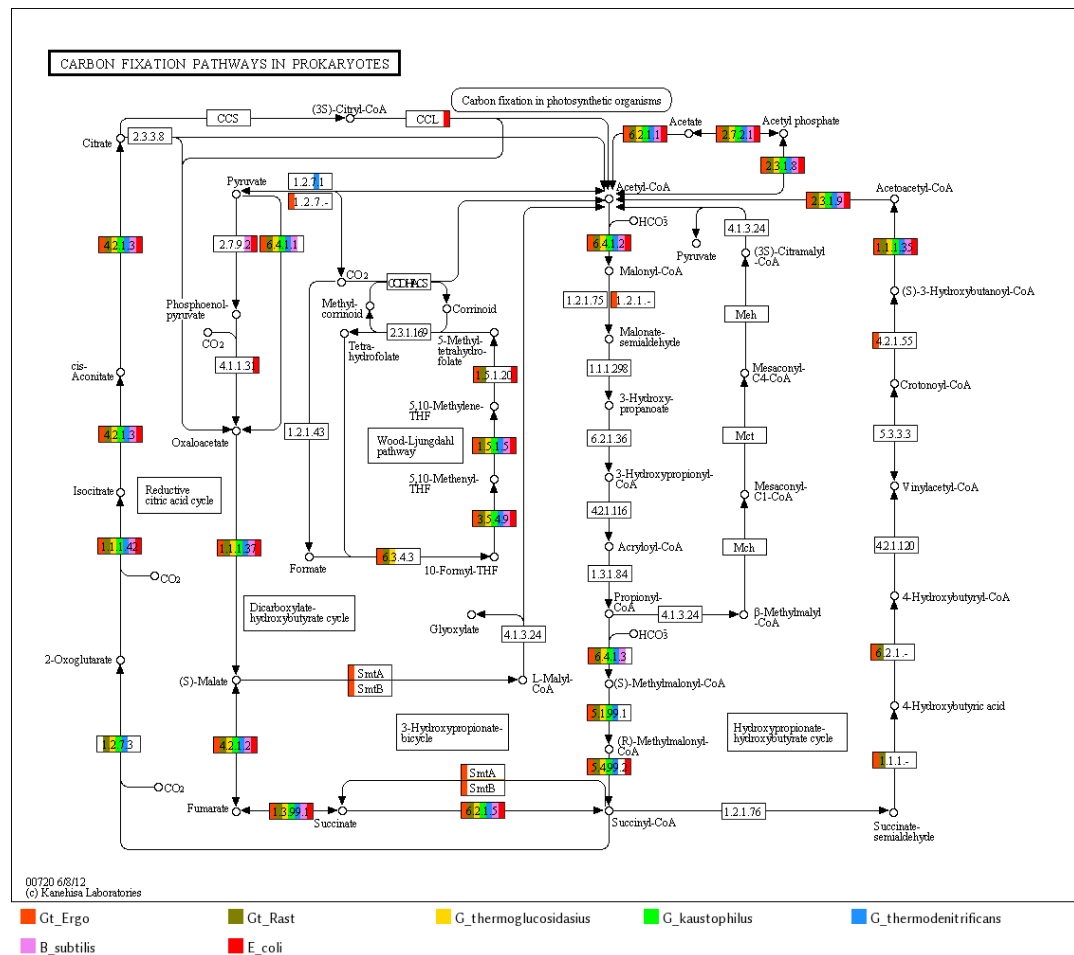 CARBON FIXATION PATHWAYS IN PROKARYOTES
Carbon fixation in photosynthetic organisms
(3S)-Citryl-CoA
CCS
CCL
Citrate
2.3.3.8
6.2.1.1
Acetate
2.7.2.1
Acetyl phosphate
2.3.1.8
Pyruvate
1.2.7.1
1.2.7.-
Acetyl-CoA
2.3.1.9
Acetoacetyl-CoA
4.2.1.3
2.7.9.2
6.4.1.1
HCO3-
6.4.1.2
Pyruvate
4.1.3.24
(3S)-Citramalyl
-CoA
1.1.1.35
CO2
Malonyl-CoA
Phosphoenol-
pyruvate
Methyl-
corrinoid
Corrinoid
1.2.1.75
1.2.1.-
Meh
(S)-3-Hydroxybutanoyl-CoA
CO2
2.3.1.169
Tetra-
hydrofolate
5-Methyl-
tetrahydro-
folate
Malonate-
semialdehyde
4.2.1.55
4.1.1.31
cis-
Aconitate
1.5.1.20
1.1.1.298
Mesaconyl-
C4-CoA
Crotonoyl-CoA
5,10-Methylene-
THF
3-Hydroxy-
propanoate
4.2.1.3
Oxaloacetate
1.2.1.43
Wood-Ljungdahl
pathway
1.5.1.5
6.2.1.36
Mct
5.3.3.3
Isocitrate
Reductive
citric acid cycle
5,10-Methenyl-
THF
3-Hydroxypropionyl-
CoA
Mesaconyl-
C1-CoA
Vinylacetyl-CoA
3.5.4.9
4.2.1.116
1.1.1.42
1.1.1.37
Formate
6.3.4.3
10-Formyl-THF
Acryloyl-CoA
Mch
4.2.1.120
CO2
1.3.1.84
Dicarboxylate-
hydroxybutyrate cycle
Glyoxylate
4.1.3.24
Propionyl-
CoA
4.1.3.24
β-Methylmalyl
-CoA
4-Hydroxybutyryl-CoA
HCO3-
2-Oxoglutarate
6.4.1.3
6.2.1.-
(S)-Malate
SmtA
SmtB
L-Malyl-
CoA
(S)-Methylmalonyl-CoA
5.1.99.1
4-Hydroxybutyric acid
1.2.7.3
4.2.1.2
3-Hydroxypropionate-
bicycle
(R)-Methylmalonyl-
CoA
Hydroxypropionate-
hydroxybutyrate cycle
5.4.99.2
1.1.1.-
CO2
SmtA
SmtB
Fumarate
1.3.99.1
Succinate
6.2.1.5
Succinyl-CoA
1.2.1.76
Succinate-
semialdehyde
00720 6/8/12
(c) Kanehisa Laboratories
Gt_Ergo
Gt_Rast
G_thermoglucosidasius
G_kaustophilus
G_thermodenitrificans
B_subtilis
E_coli